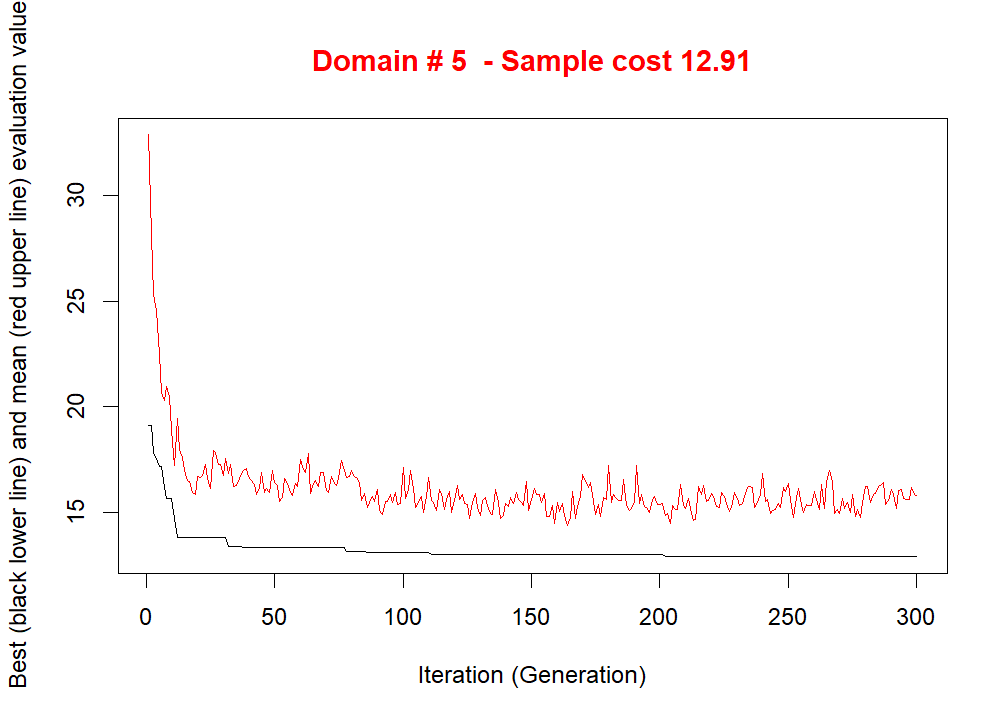 Domain # 5  - Sample cost 12.91
Best (black lower line) and mean (red upper line) evaluation value
30
25
20
15
0 50 100 150 200 250 300
Iteration (Generation)